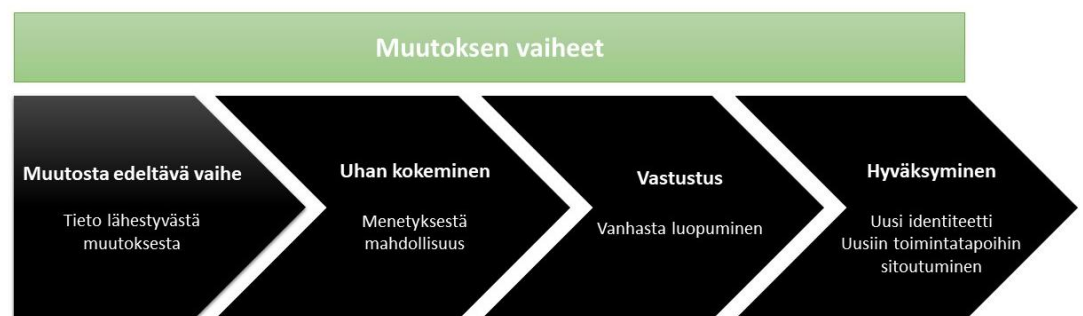 Muutoksen vaiheet
Muutosta edeltävä vaihe
Tieto lähestyvästä
muutoksesta
Uhan kokeminen
Menetyksestä
mahdollisuus
Vastustus
Vanhasta luopuminen
Hyväksyminen
Uusi identiteetti
Uusiin toimintatapoihin
sitoutuminen